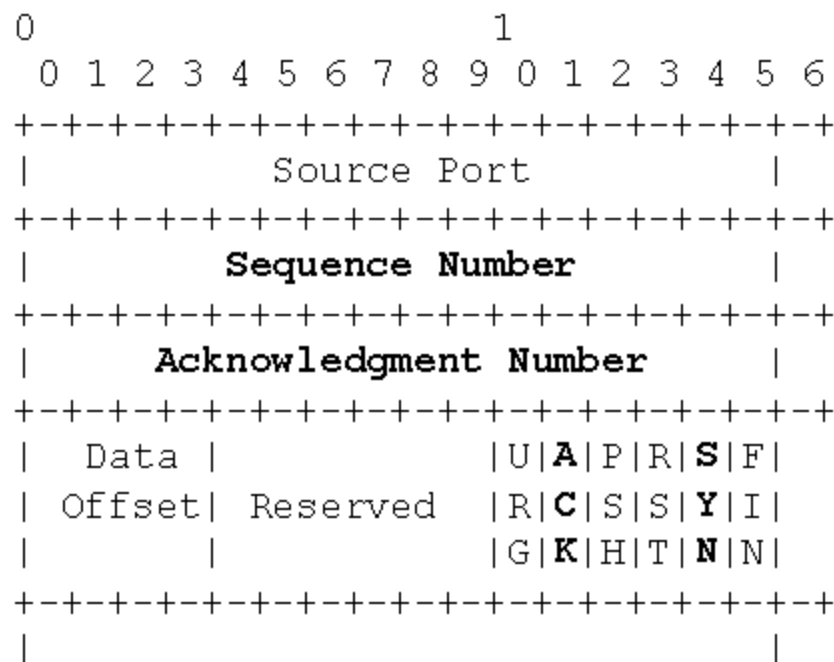 0                   1
 0 1 2 3 4 5 6 7 8 9 0 1 2 3 4 5 6
+-+-+-+-+-+-+-+-+-+-+-+-+-+-+-+-+-+
|          Source Port          |
+-+-+-+-+-+-+-+-+-+-+-+-+-+-+-+-+-+
|        Sequence Number        |
+-+-+-+-+-+-+-+-+-+-+-+-+-+-+-+-+-+
|     Acknowledgment Number     |
+-+-+-+-+-+-+-+-+-+-+-+-+-+-+-+-+-+
|  Data |           |U|A|P|R|S|F|
| Offset| Reserved  |R|C|S|S|Y|I|
|       |           |G|K|H|T|N|N|
+-+-+-+-+-+-+-+-+-+-+-+-+-+-+-+-+-+
|                               |